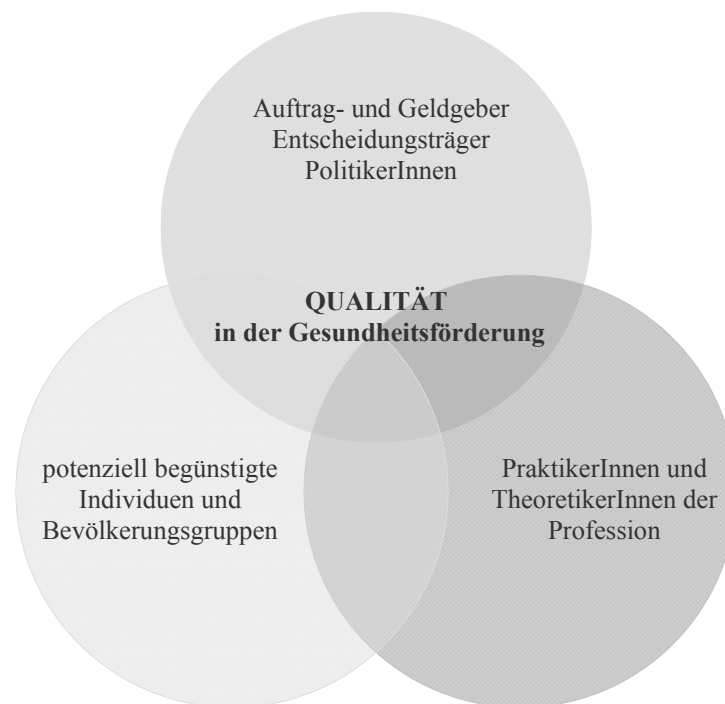 Auftrag- und Geldgeber
Entscheidungsträger
PolitikerInnen
QUALITÄT
in der Gesundheitsförderung
potenziell begünstigte
Individuen und
Bevölkerungsgruppen
PraktikerInnen und
TheoretikerInnen der
Profession